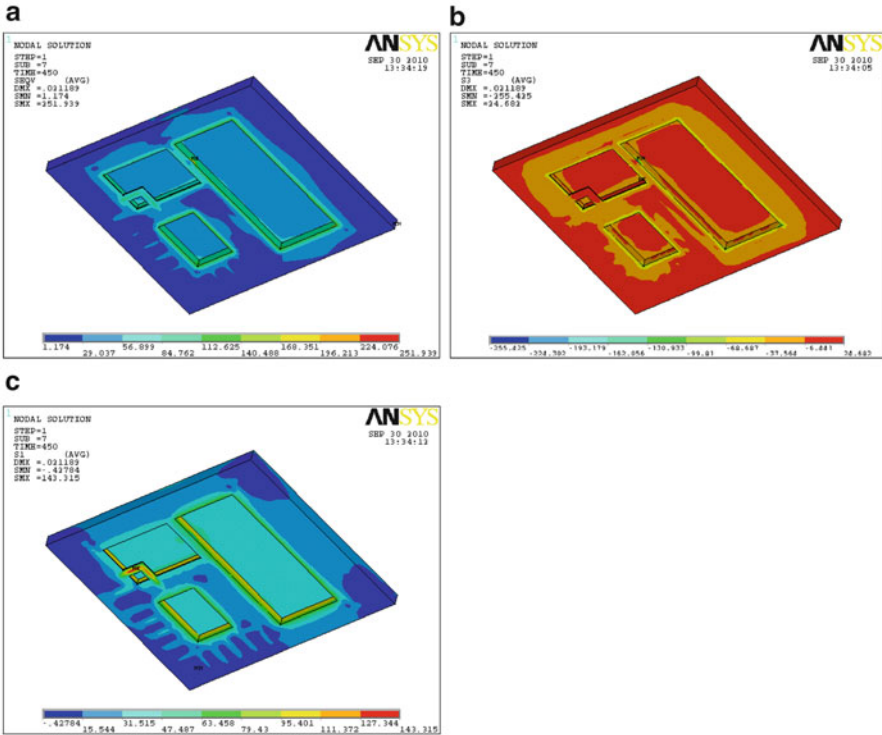 a
1
NODAL SOLUTION
STEP=1
SUB =7
TIME=450
SEQV (AVG)
DMX =.021189
SMN =1.174
SMX =251.939
ANSYS
SEP 30 2010
13:34:19
MX
MN
1.174 56.899 112.625 168.351 224.076
29.037 84.762 140.488 196.213 251.939
b
1
NODAL SOLUTION
STEP=1
SUB =7
TIME=450
S3 (AVG)
DMX =.021189
SMN =-255.425
SMX =24.682
ANSYS
SEP 30 2010
13:34:05
-255.425 -193.179 -130.933 -68.687 -6.441
-99.81 -37.564 24.682
c
1
NODAL SOLUTION
STEP=1
SUB =7
TIME=450
S1 (AVG)
DMX =.021189
SMN =-.42784
SMX =143.315
ANSYS
SEP 30 2010
13:34:12
-.42784 31.515 63.458 95.401 127.344
15.544 47.487 79.43 111.372 143.315